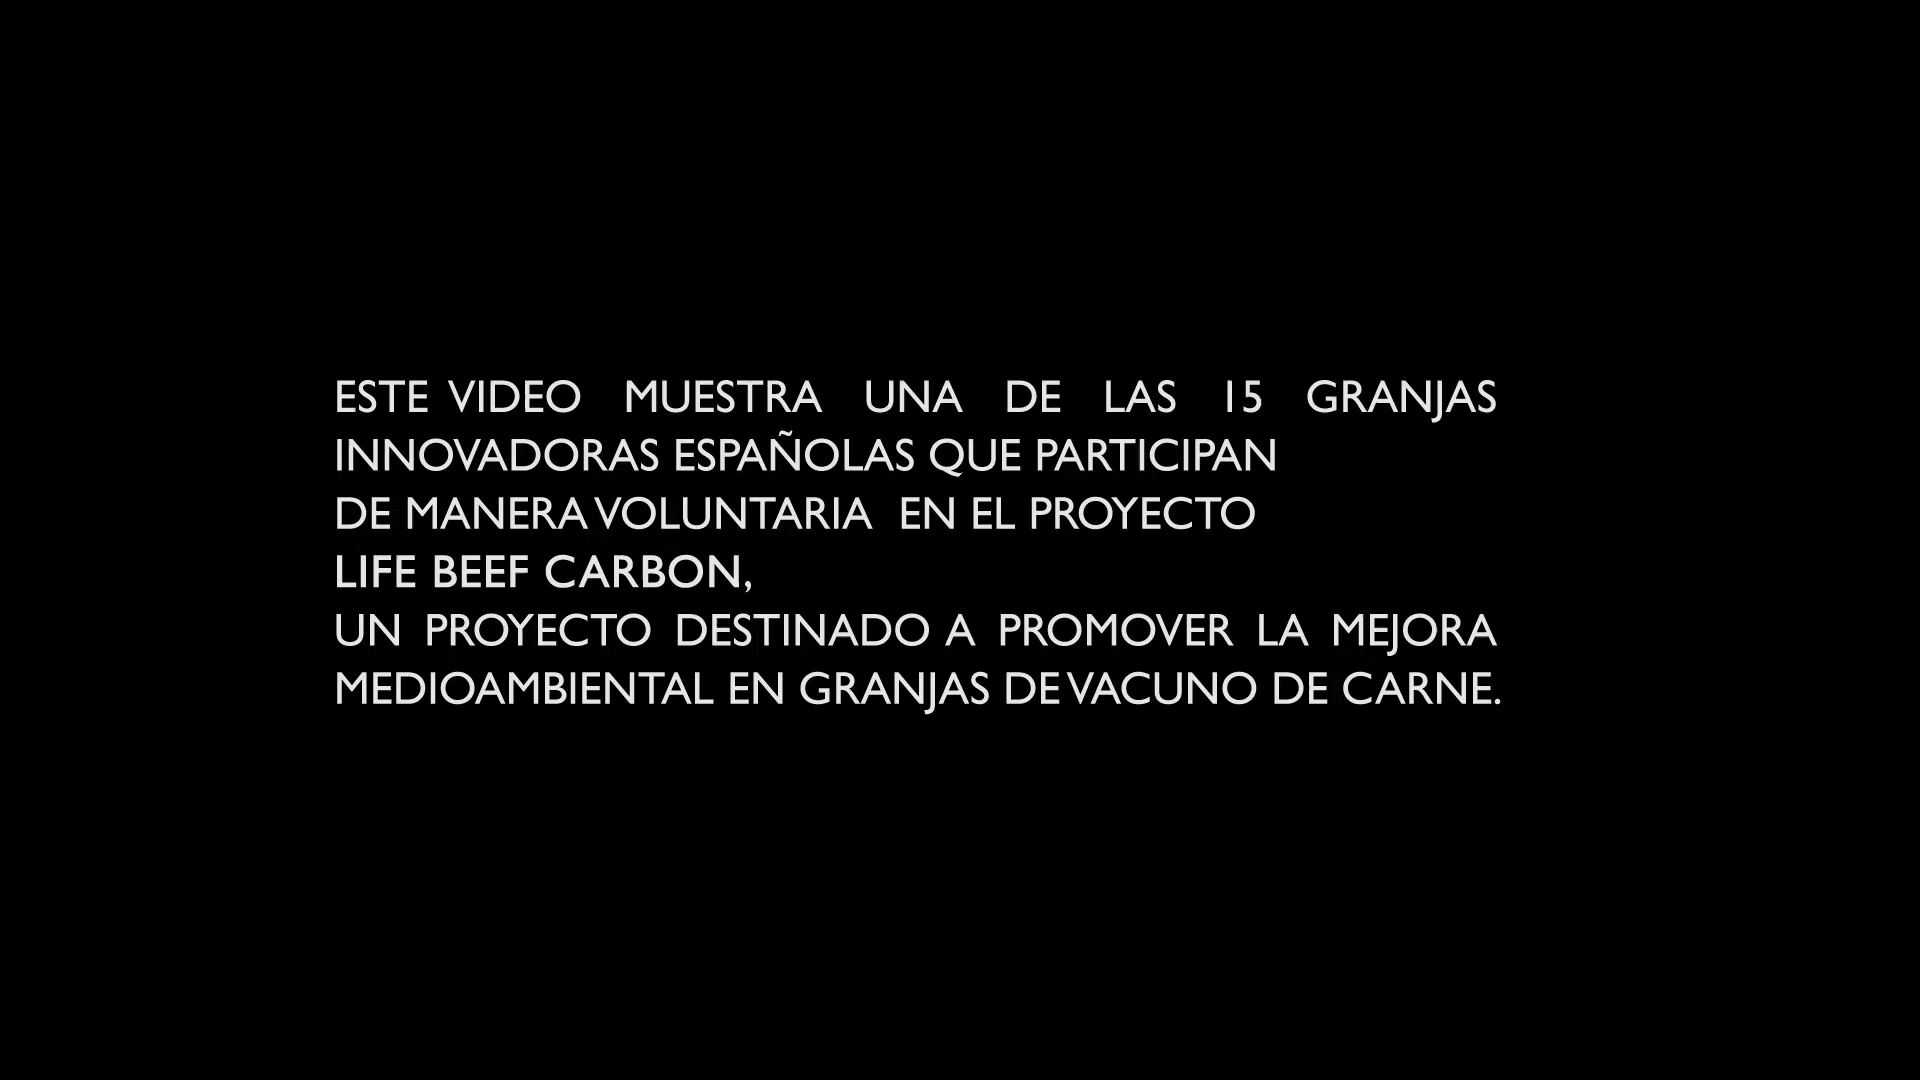 ESTE VIDEO MUESTRA UNA DE LAS 15 GRANJAS
INNOVADORAS ESPAÑOLAS QUE PARTICIPAN
DE MANERA VOLUNTARIA EN EL PROYECTO
LIFE BEEF CARBON,
UN PROYECTO DESTINADO A PROMOVER LA MEJORA
MEDIOAMBIENTAL EN GRANJAS DE VACUNO DE CARNE.